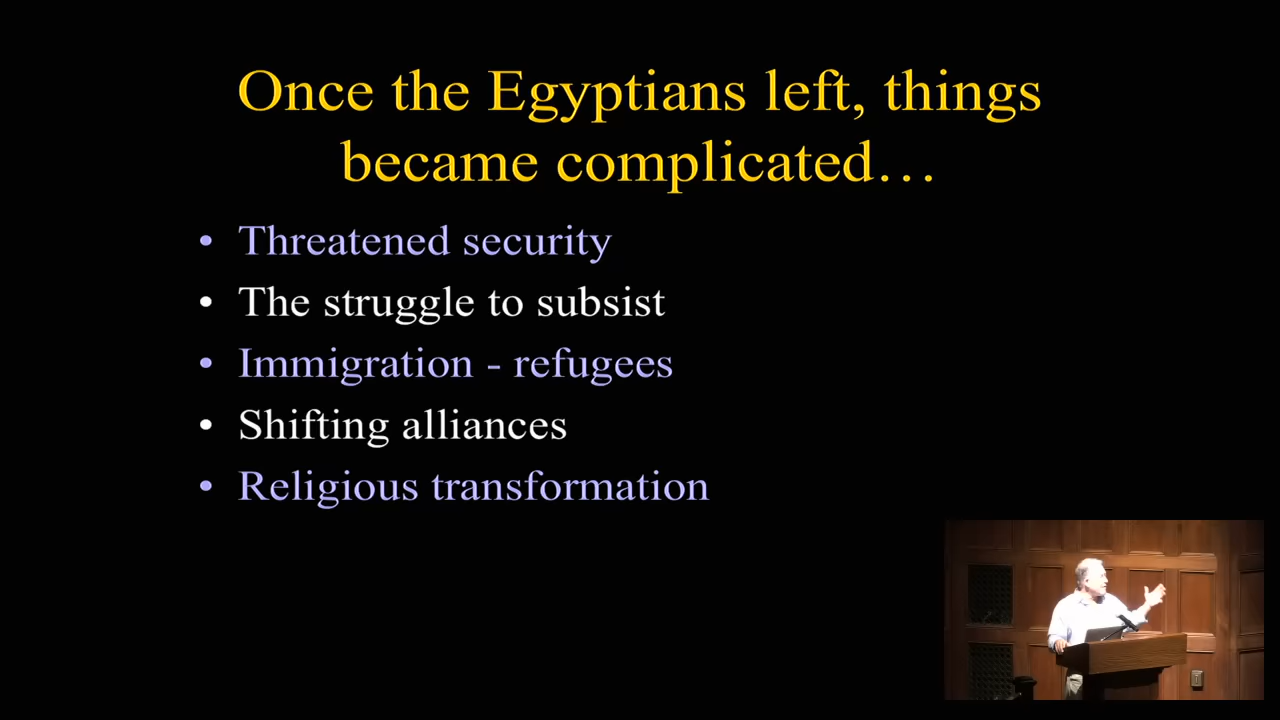 Once the Egyptians left, things
became complicated…
• Threatened security
• The struggle to subsist
• Immigration - refugees
• Shifting alliances
• Religious transformation